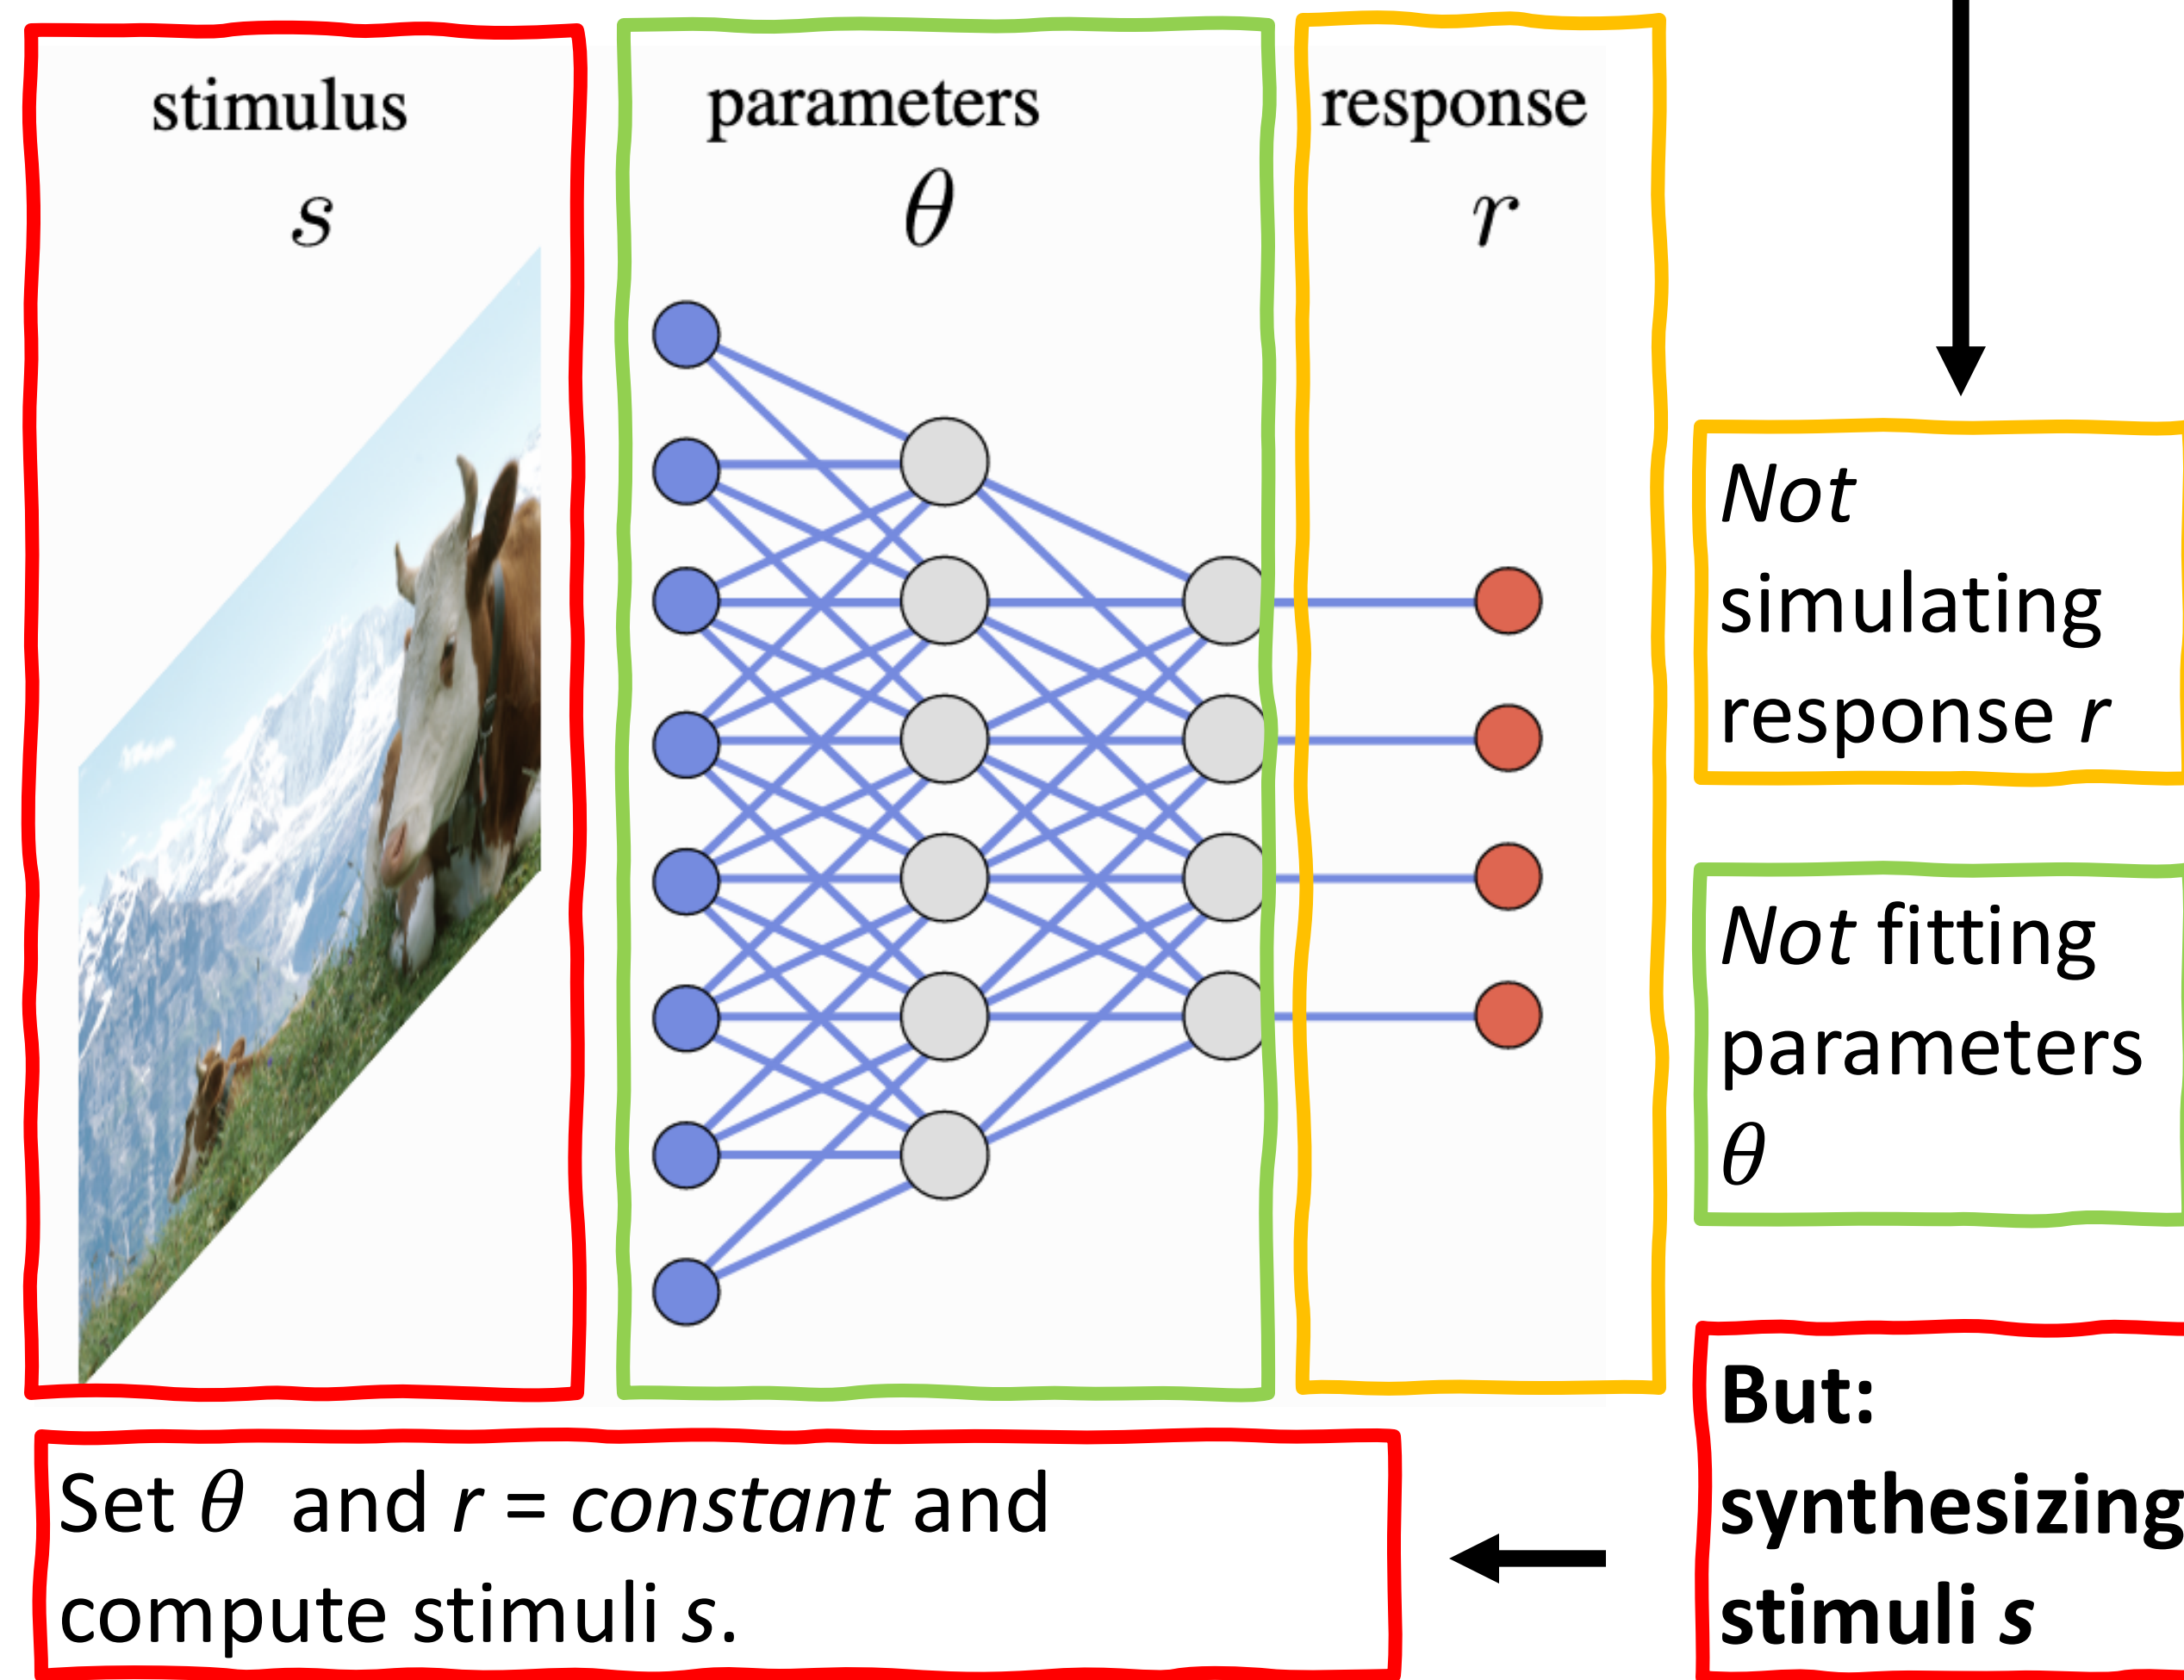 stimulus
s
parameters
θ
response
r
Not
simulating
response r
Not fitting
parameters
θ
But:
synthesizing
stimuli s
Set θ and r = constant and
compute stimuli s.